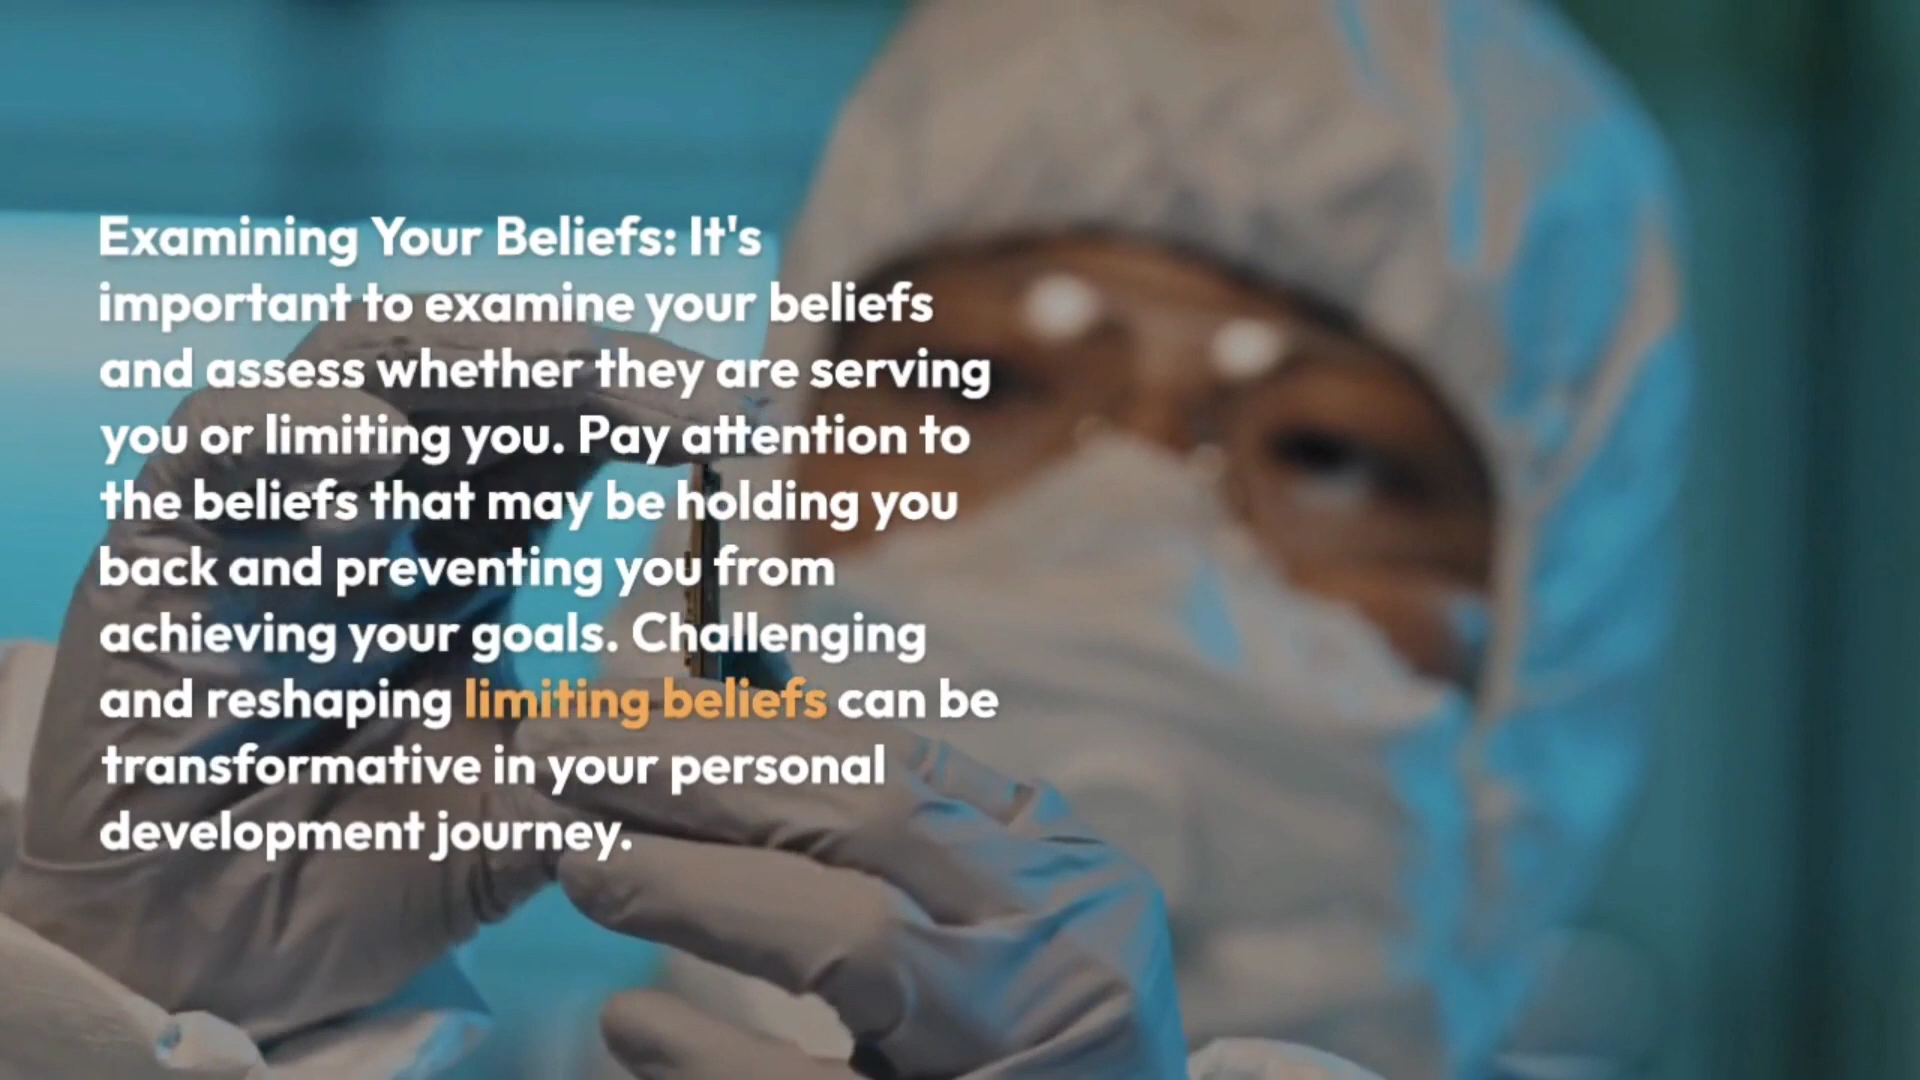 Examining Your Beliefs: It's
important to examine your beliefs
and assess whether they are serving
you or limiting you. Pay attention to
the beliefs that may be holding you
back and preventing you from
achieving your goals. Challenging
and reshaping limiting beliefs can be
transformative in your personal
development journey.